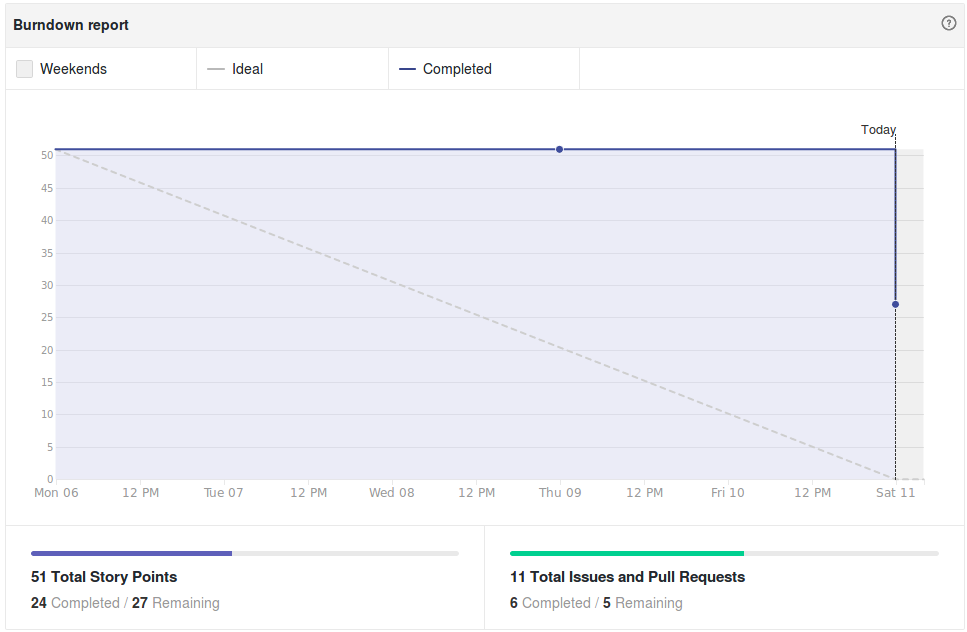 Burndown report
?
Weekends
Ideal
Completed
Today
50
45
40
35
30
25
20
15
10
5
0
Mon 06 12 PM Tue 07 12 PM Wed 08 12 PM Thu 09 12 PM Fri 10 12 PM Sat 11
51 Total Story Points
24 Completed / 27 Remaining
11 Total Issues and Pull Requests
6 Completed / 5 Remaining